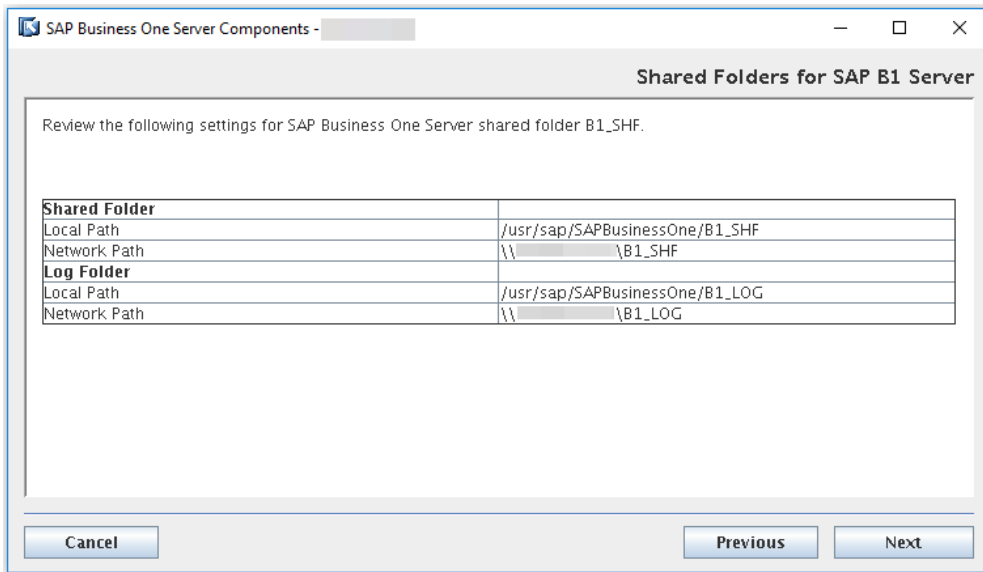 SAP Business One Server Components -
Shared Folders for SAP B1 Server
Review the following settings for SAP Business One Server shared folder B1_SHF.
Shared Folder
Local Path /usr/sap/SAPBusinessOne/B1_SHF
Network Path \\ \B1_SHF
Log Folder
Local Path /usr/sap/SAPBusinessOne/B1_LOG
Network Path \\ \B1_LOG
Cancel Previous Next